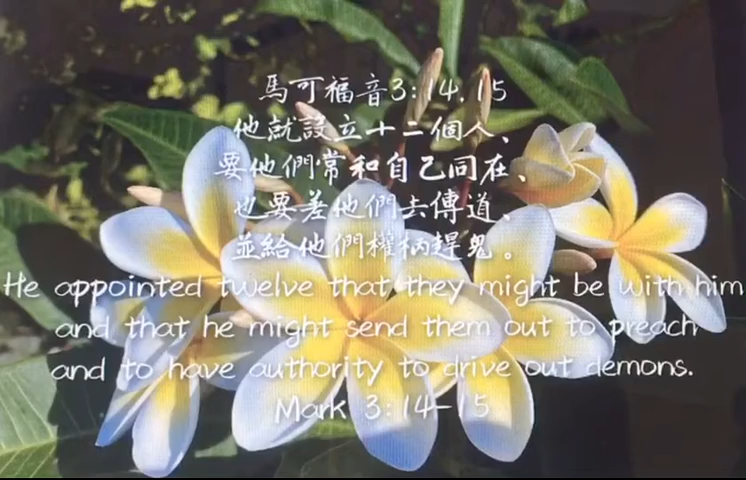 馬可福音3:14,15
他就設立十二個人、
要他們常和自己同在、
也要差他們去傳道、
並給他們權柄趕鬼。
He appointed twelve that they might be with him
and that he might send them out to preach
and to have authority to drive out demons.
Mark 3:14-15